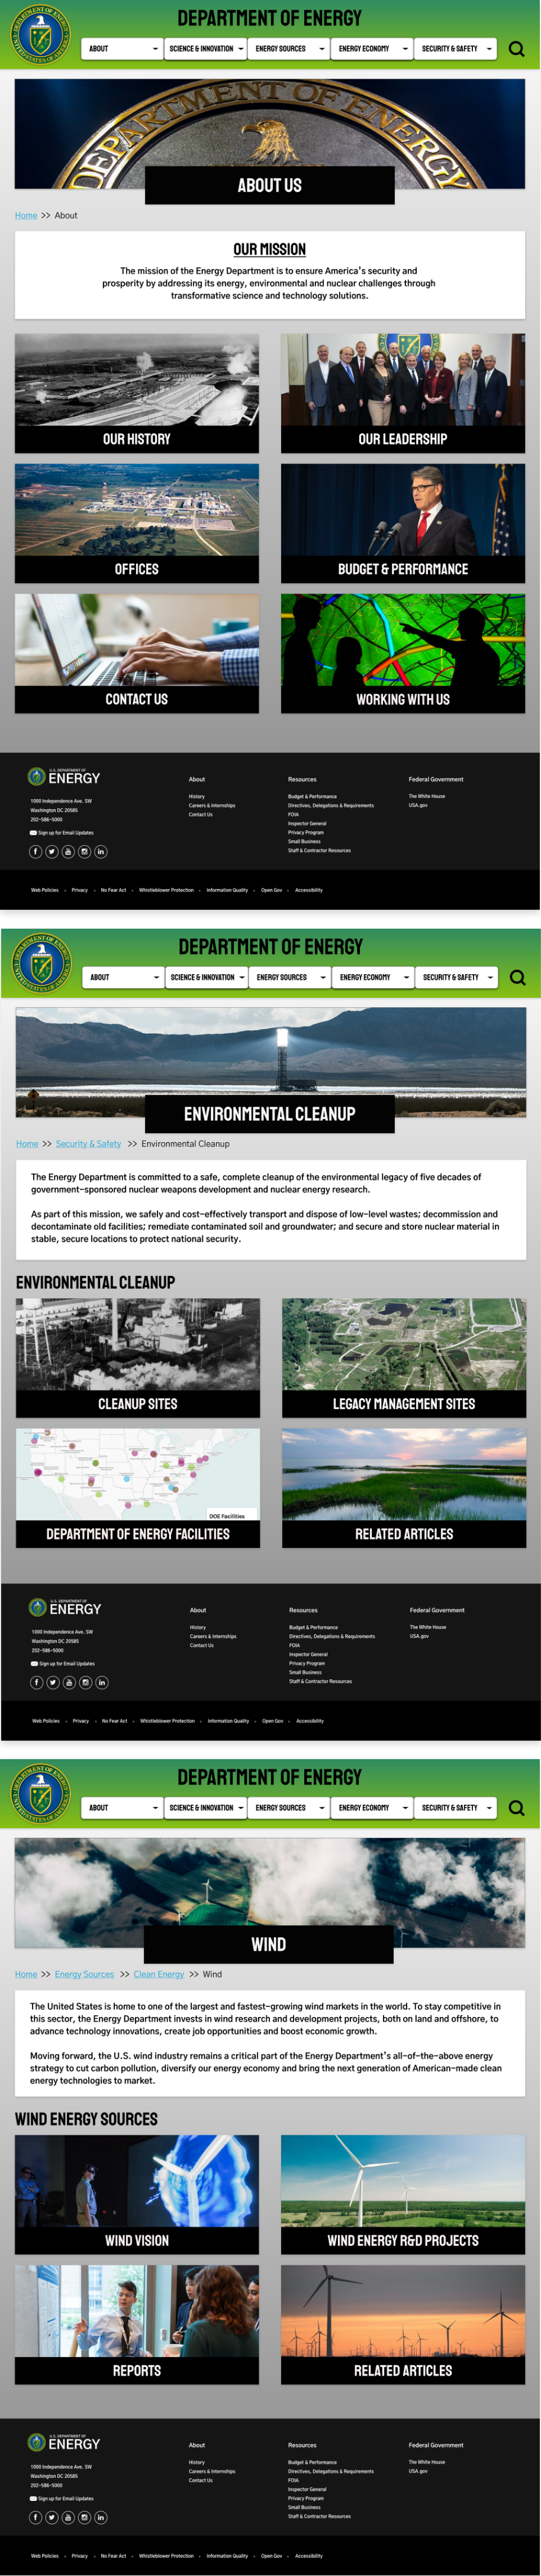 DEPARTMENT OF ENERGY
ABOUT
SCIENCE & INNOVATION
ENERGY SOURCES
ENERGY ECONOMY
SECURITY & SAFETY
DEPARTMENT OF ENERGY
ABOUT US
Home >> About
OUR MISSION
The mission of the Energy Department is to ensure America's security and
prosperity by addressing its energy, environmental and nuclear challenges through
transformative science and technology solutions.
OUR HISTORY
OUR LEADERSHIP
OFFICES
BUDGET & PERFORMANCE
CONTACT US
WORKING WITH US
U.S. DEPARTMENT OF
ENERGY
1000 Independence Ave. SW
Washington DC 20585
202-586-5000
Sign up for Email Updates
About
History
Careers & Internships
Contact Us
Resources
Budget & Performance
Directives, Delegations & Requirements
FOIA
Inspector General
Privacy Program
Small Business
Staff & Contractor Resources
Federal Government
The White House
USA.gov
Web Policies • Privacy • No Fear Act • Whistleblower Protection • Information Quality • Open Gov • Accessibility
DEPARTMENT OF ENERGY
ABOUT
SCIENCE & INNOVATION
ENERGY SOURCES
ENERGY ECONOMY
SECURITY & SAFETY
ENVIRONMENTAL CLEANUP
Home >> Security & Safety >> Environmental Cleanup
The Energy Department is committed to a safe, complete cleanup of the environmental legacy of five decades of
government-sponsored nuclear weapons development and nuclear energy research.
As part of this mission, we safely and cost-effectively transport and dispose of low-level wastes; decommission and
decontaminate old facilities; remediate contaminated soil and groundwater; and secure and store nuclear material in
stable, secure locations to protect national security.
ENVIRONMENTAL CLEANUP
CLEANUP SITES
LEGACY MANAGEMENT SITES
DOE Facilities
DEPARTMENT OF ENERGY FACILITIES
RELATED ARTICLES
U.S. DEPARTMENT OF
ENERGY
1000 Independence Ave. SW
Washington DC 20585
202-586-5000
Sign up for Email Updates
About
History
Careers & Internships
Contact Us
Resources
Budget & Performance
Directives, Delegations & Requirements
FOIA
Inspector General
Privacy Program
Small Business
Staff & Contractor Resources
Federal Government
The White House
USA.gov
Web Policies • Privacy • No Fear Act • Whistleblower Protection • Information Quality • Open Gov • Accessibility
DEPARTMENT OF ENERGY
ABOUT
SCIENCE & INNOVATION
ENERGY SOURCES
ENERGY ECONOMY
SECURITY & SAFETY
WIND
Home >> Energy Sources >> Clean Energy >> Wind
The United States is home to one of the largest and fastest-growing wind markets in the world. To stay competitive in
this sector, the Energy Department invests in wind research and development projects, both on land and offshore, to
advance technology innovations, create job opportunities and boost economic growth.
Moving forward, the U.S. wind industry remains a critical part of the Energy Department's all-of-the-above energy
strategy to cut carbon pollution, diversify our energy economy and bring the next generation of American-made clean
energy technologies to market.
WIND ENERGY SOURCES
WIND VISION
WIND ENERGY R&D PROJECTS
REPORTS
RELATED ARTICLES
U.S. DEPARTMENT OF
ENERGY
1000 Independence Ave. SW
Washington DC 20585
202-586-5000
Sign up for Email Updates
About
History
Careers & Internships
Contact Us
Resources
Budget & Performance
Directives, Delegations & Requirements
FOIA
Inspector General
Privacy Program
Small Business
Staff & Contractor Resources
Federal Government
The White House
USA.gov
Web Policies • Privacy • No Fear Act • Whistleblower Protection • Information Quality • Open Gov • Accessibility